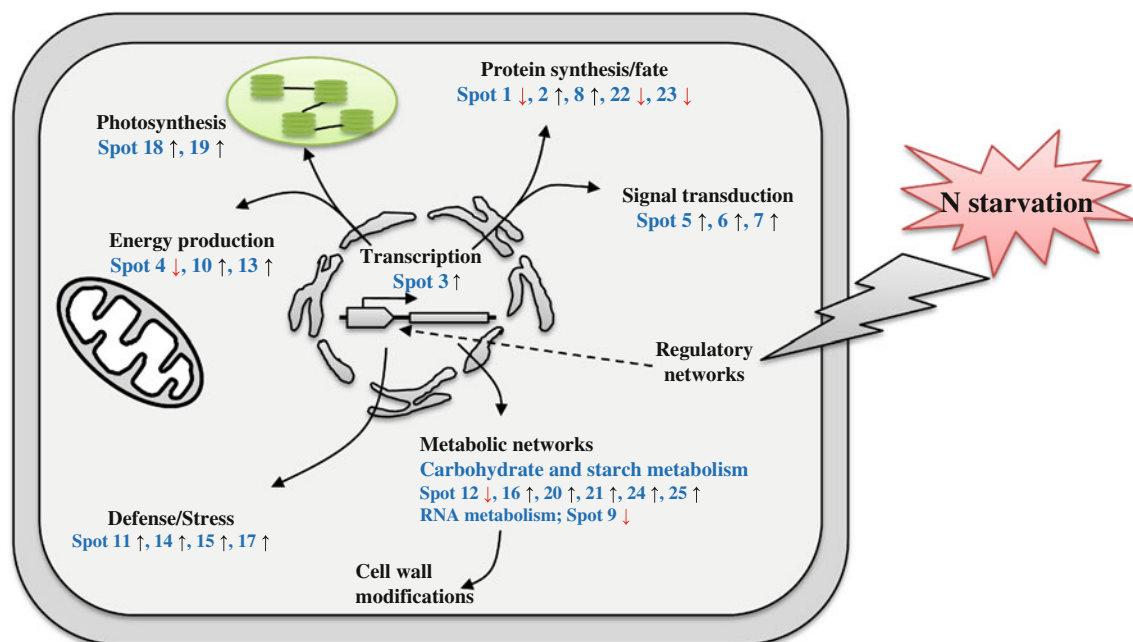 Protein synthesis/fate
Spot 1 ↓, 2 ↑, 8 ↑, 22 ↓, 23 ↓
Photosynthesis
Spot 18 ↑, 19 ↑
Signal transduction
Spot 5 ↑, 6 ↑, 7 ↑
N starvation
Energy production
Spot 4 ↓, 10 ↑, 13 ↑
Transcription
Spot 3 ↑
Regulatory
networks
Metabolic networks
Carbohydrate and starch metabolism
Spot 12 ↓, 16 ↑, 20 ↑, 21 ↑, 24 ↑, 25 ↑
RNA metabolism; Spot 9 ↓
Defense/Stress
Spot 11 ↑, 14 ↑, 15 ↑, 17 ↑
Cell wall
modifications